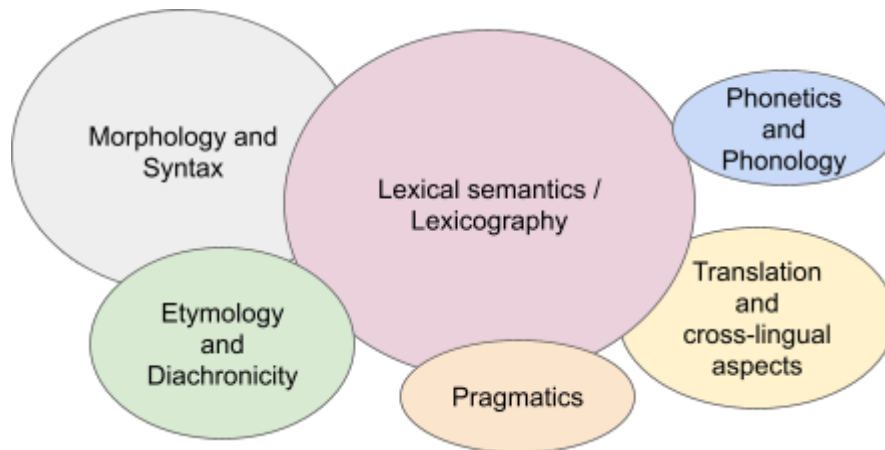 Morphology and
Syntax
Lexical semantics /
Lexicography
Phonetics
and
Phonology
Etymology
and
Diachronicity
Pragmatics
Translation
and
cross-lingual
aspects